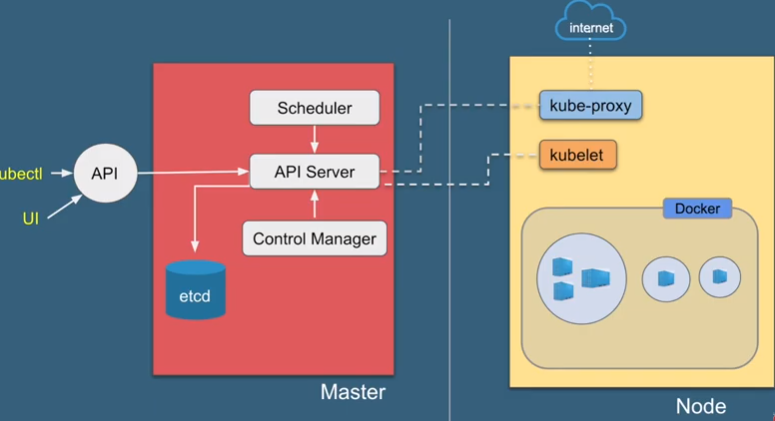 internet
Scheduler
kube-proxy
ubectl
API
API Server
kubelet
UI
Control Manager
Docker
etcd
Master
Node